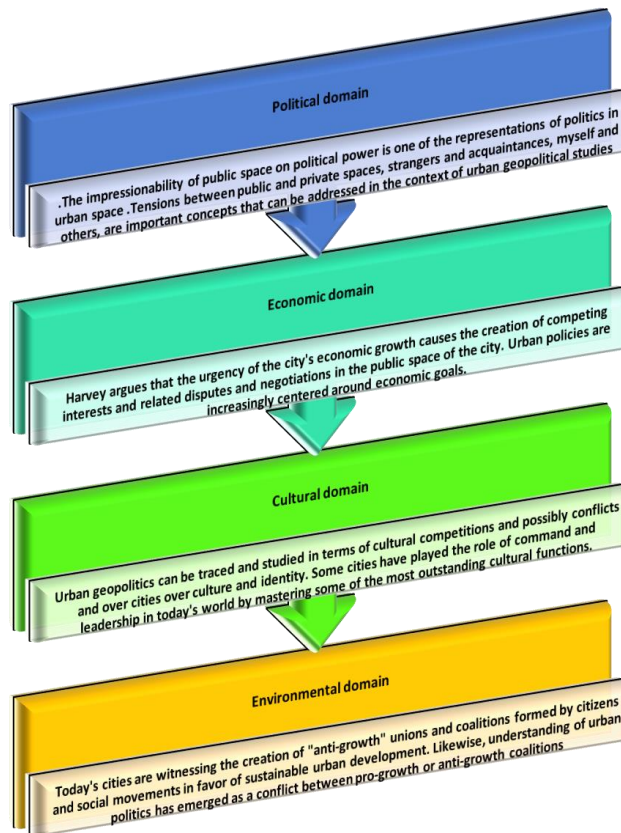 Political domain
.The impressionability of public space on political power is one of the representations of politics in
urban space .Tensions between public and private spaces, strangers and acquaintances, myself and
others, are important concepts that can be addressed in the context of urban geopolitical studies
Economic domain
Harvey argues that the urgency of the city's economic growth causes the creation of competing
interests and related disputes and negotiations in the public space of the city. Urban policies are
increasingly centered around economic goals.
Cultural domain
Urban geopolitics can be traced and studied in terms of cultural competitions and possibly conflicts
and over cities over culture and identity. Some cities have played the role of command and
leadership in today's world by mastering some of the most outstanding cultural functions.
Environmental domain
Today's cities are witnessing the creation of "anti-growth" unions and coalitions formed by citizens
and social movements in favor of sustainable urban development. Likewise, understanding of urban
politics has emerged as a conflict between pro-growth or anti-growth coalitions